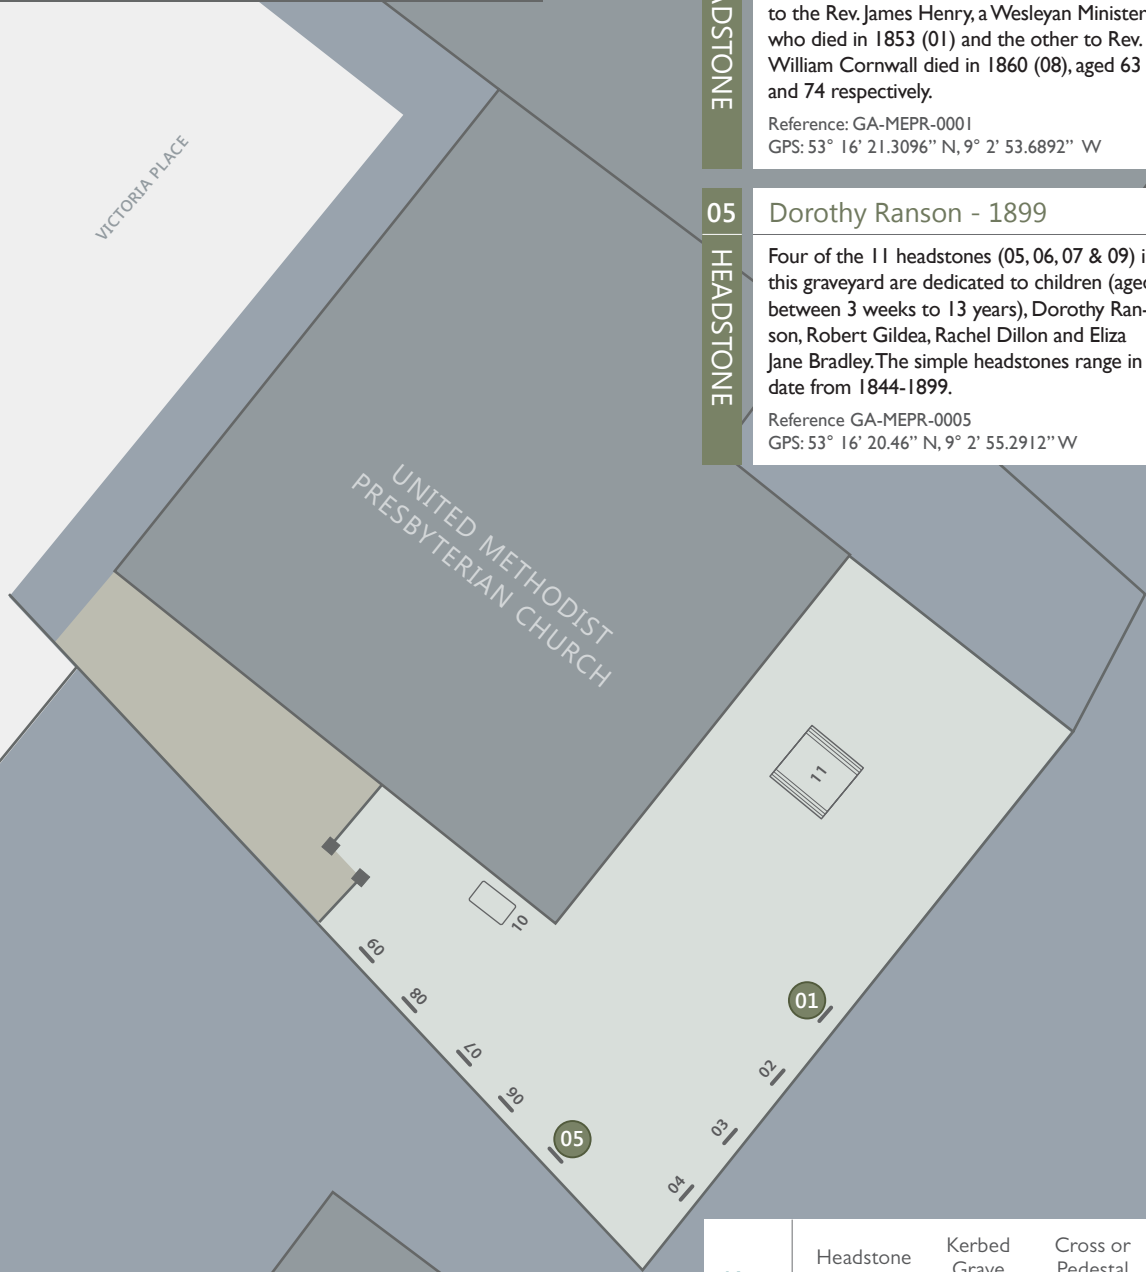 ADSTONE
to the Rev. James Henry, a Wesleyan Minister
who died in 1853 (01) and the other to Rev.
William Cornwall died in 1860 (08), aged 63
and 74 respectively.
Reference: GA-MEPR-0001
GPS: 53° 16’ 21.3096” N, 9° 2’ 53.6892” W
05
HEADSTONE
Dorothy Ranson - 1899
Four of the 11 headstones (05, 06, 07 & 09) i
this graveyard are dedicated to children (aged
between 3 weeks to 13 years), Dorothy Ran-
son, Robert Gildea, Rachel Dillon and Eliza
Jane Bradley. The simple headstones range in
date from 1844-1899.
Reference GA-MEPR-0005
GPS: 53° 16’ 20.46” N, 9° 2’ 55.2912” W
VICTORIA PLACE
UNITED METHODIST
PRESBYTERIAN CHURCH
11
10
09
08
07
06
05
01
02
03
04
Headstone
Kerbed
Grave
Cross or
Pedestal